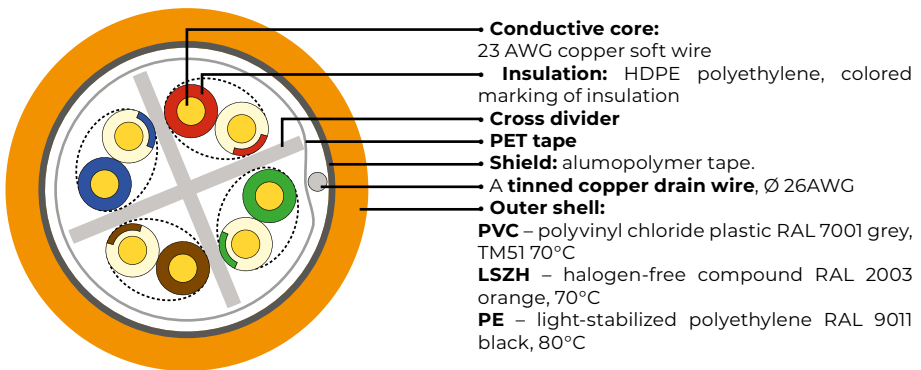 • Conductive core:
23 AWG copper soft wire
• Insulation: HDPE polyethylene, colored
marking of insulation
• Cross divider
• PET tape
• Shield: alumopolymer tape.
• A tinned copper drain wire, Ø 26AWG
• Outer shell:
PVC – polyvinyl chloride plastic RAL 7001 grey,
TM51 70°C
LSZH – halogen-free compound RAL 2003
orange, 70°C
PE – light-stabilized polyethylene RAL 9011
black, 80°C